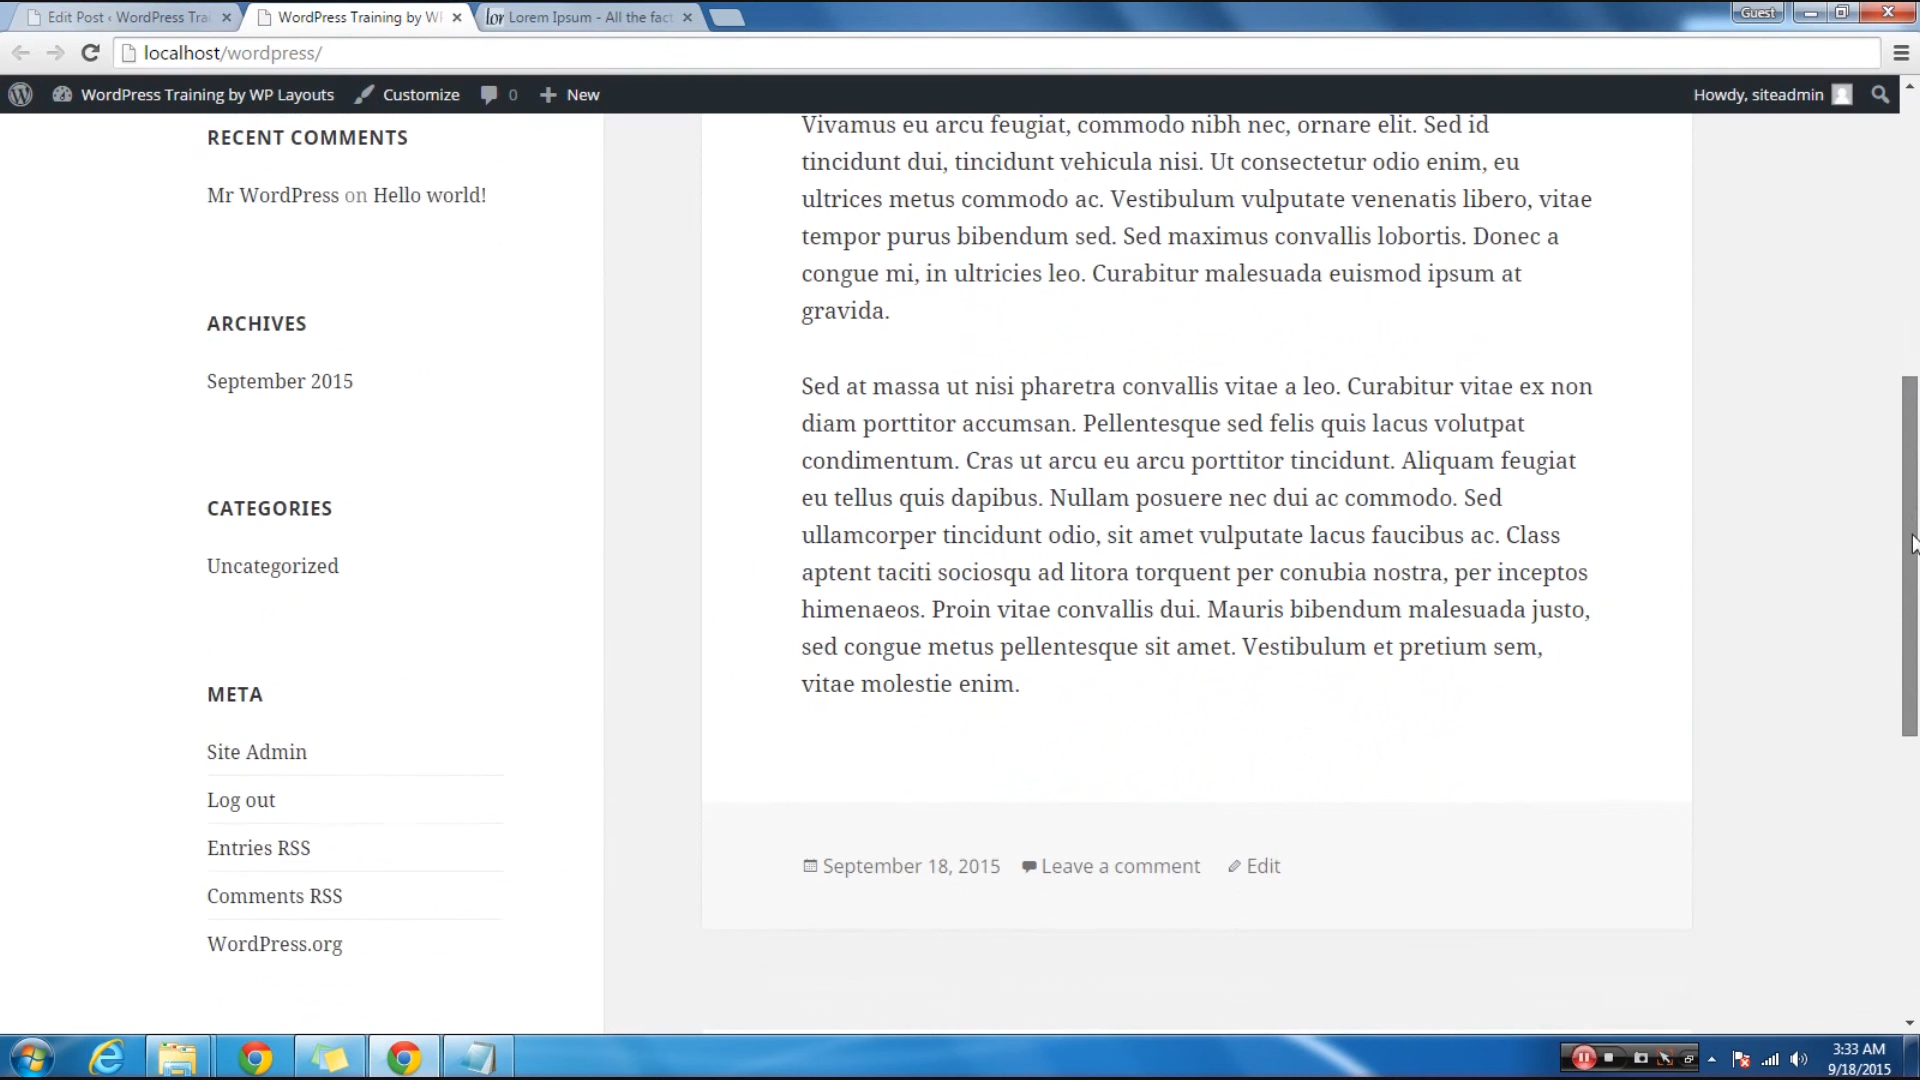 Edit Post ‹ WordPress Trai
WordPress Training by W
Lorem Ipsum - All the fact
Guest
localhost/wordpress/
WordPress Training by WP Layouts
Customize
0
New
Howdy, siteadmin
RECENT COMMENTS
Mr WordPress on Hello world!
ARCHIVES
September 2015
CATEGORIES
Uncategorized
META
Site Admin
Log out
Entries RSS
Comments RSS
WordPress.org
Vivamus eu arcu feugiat, commodo nibh nec, ornare elit. Sed id
tincidunt dui, tincidunt vehicula nisi. Ut consectetur odio enim, eu
ultrices metus commodo ac. Vestibulum vulputate venenatis libero, vitae
tempor purus bibendum sed. Sed maximus convallis lobortis. Donec a
congue mi, in ultricies leo. Curabitur malesuada euismod ipsum at
gravida.
Sed at massa ut nisi pharetra convallis vitae a leo. Curabitur vitae ex non
diam porttitor accumsan. Pellentesque sed felis quis lacus volutpat
condimentum. Cras ut arcu eu arcu porttitor tincidunt. Aliquam feugiat
eu tellus quis dapibus. Nullam posuere nec dui ac commodo. Sed
ullamcorper tincidunt odio, sit amet vulputate lacus faucibus ac. Class
aptent taciti sociosqu ad litora torquent per conubia nostra, per inceptos
himenaeos. Proin vitae convallis dui. Mauris bibendum malesuada justo,
sed congue metus pellentesque sit amet. Vestibulum et pretium sem,
vitae molestie enim.
September 18, 2015
Leave a comment
Edit
3:33 AM
9/18/2015